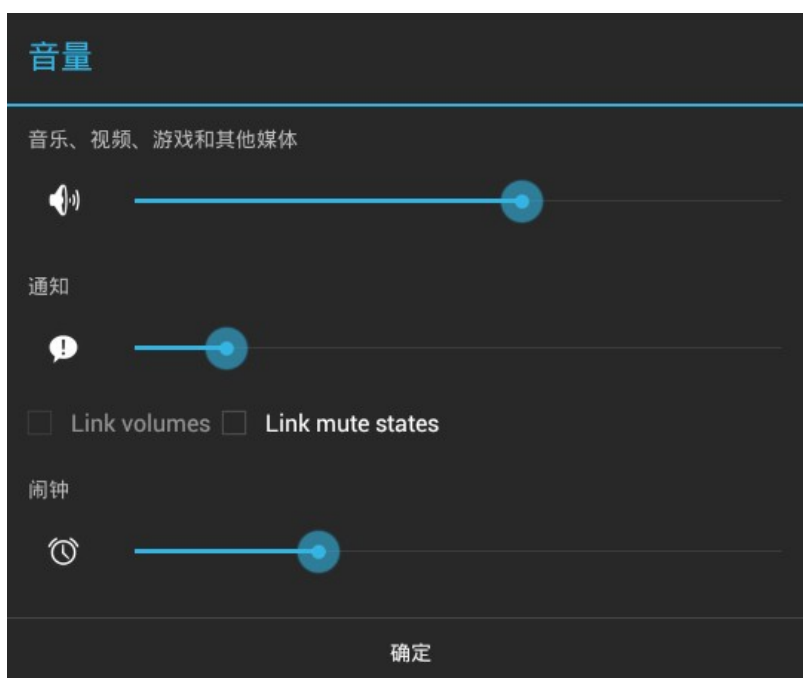 音量
音乐、视频、游戏和其他媒体
通知
Link volumes Link mute states
闹钟
确定